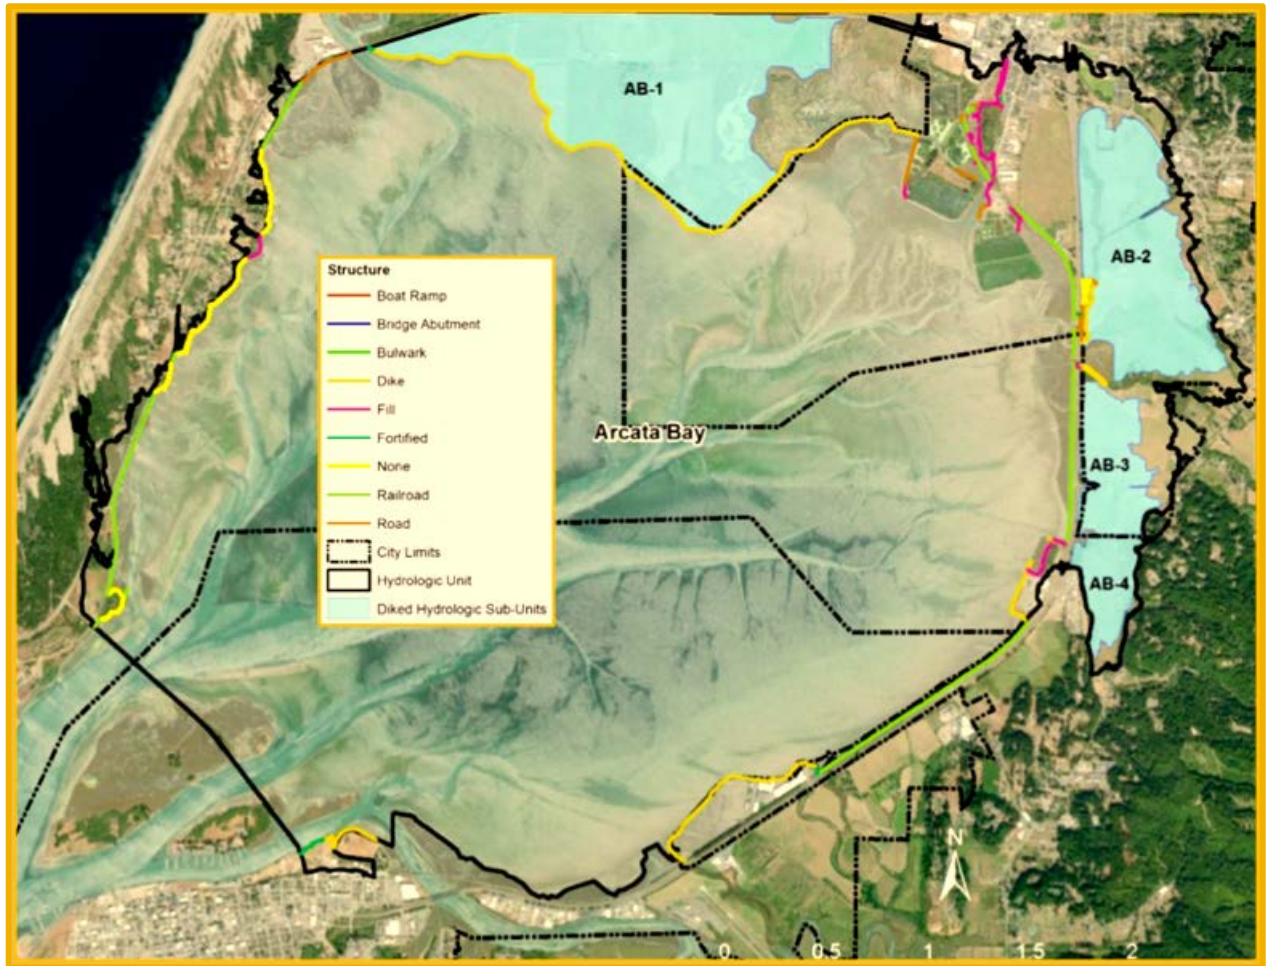 AB-1
AB-2
Structure
Boat Ramp
Bridge Abutment
Bulwark
Dike
Fill
Fortified
None
Railroad
Road
City Limits
Hydrologic Unit
Diked Hydrologic Sub-Units
Arcata Bay
AB-3
AB-4
N
0 0.5 1 1.5 2